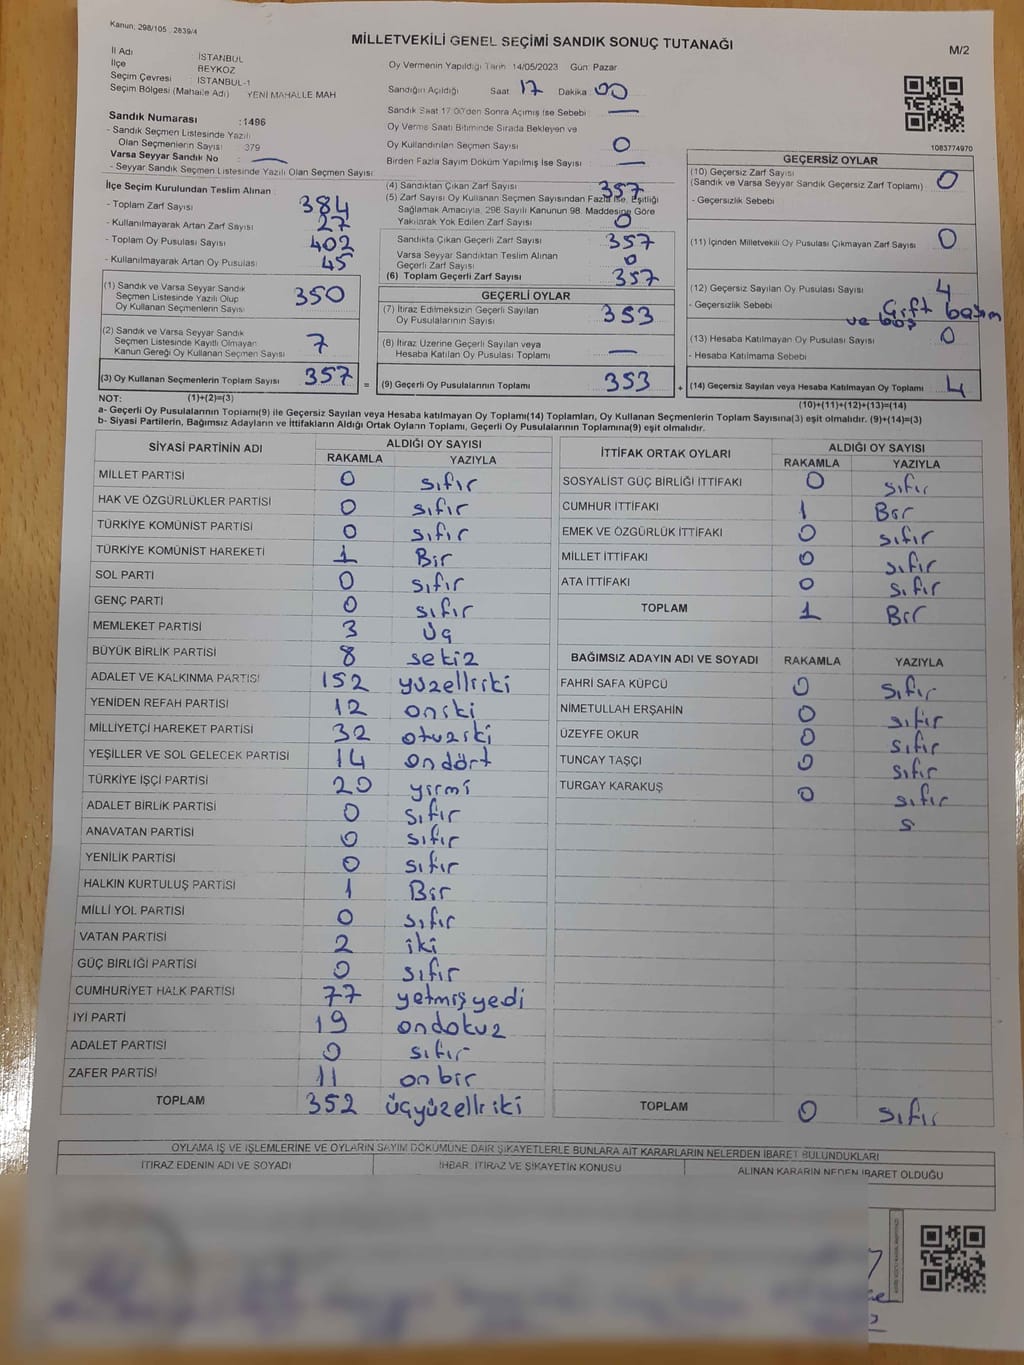 Kanun; 298/105 , 2839/4
MİLLETVEKİLİ GENEL SEÇİMİ SANDIK SONUÇ TUTANAĞI
M/2
İl Adı İSTANBUL
İlçe BEYKOZ
Seçim Çevresi İSTANBUL-1
Seçim Bölgesi (Mahalle Adı) YENİ MAHALLE MAH
Sandık Numarası :1496
- Sandık Seçmen Listesinde Yazılı
Olan Seçmenlerin Sayısı : 379
Varsa Seyyar Sandık No : —
- Seyyar Sandık Seçmen Listesinde Yazılı Olan Seçmen Sayısı
İlçe Seçim Kurulundan Teslim Alınan :
- Toplam Zarf Sayısı 384
- Kullanılmayarak Artan Zarf Sayısı 27
- Toplam Oy Pusulası Sayısı 402
- Kullanılmayarak Artan Oy Pusulası 45
(1) Sandık ve Varsa Seyyar Sandık
Seçmen Listesinde Yazılı Olup
Oy Kullanan Seçmenlerin Sayısı 350
(2) Sandık ve Varsa Seyyar Sandık
Seçmen Listesinde Kayıtlı Olmayan
Kanun Gereği Oy Kullanan Seçmen Sayısı 7
(3) Oy Kullanan Seçmenlerin Toplam Sayısı 357 =
Oy Vermenin Yapıldığı Tarih 14/05/2023 Gün: Pazar
Sandığın Açıldığı Saat 17 Dakika 00
Sandık Saat 17:00'den Sonra Açılmış İse Sebebi —
Oy Verme Saati Bitiminde Sırada Bekleyen ve
Oy Kullandırılan Seçmen Sayısı : 0
Birden Fazla Sayım Döküm Yapılmış İse Sayısı : —
(4) Sandıktan Çıkan Zarf Sayısı 357
(5) Zarf Sayısı Oy Kullanan Seçmen Sayısından Fazla ise, Eşitliği
Sağlamak Amacıyla, 298 Sayılı Kanunun 98. Maddesine Göre
Yakılarak Yok Edilen Zarf Sayısı 0
Sandıkta Çıkan Geçerli Zarf Sayısı 357
Varsa Seyyar Sandıktan Teslim Alınan
Geçerli Zarf Sayısı 0
(6) Toplam Geçerli Zarf Sayısı 357
GEÇERLİ OYLAR
(7) İtiraz Edilmeksizin Geçerli Sayılan
Oy Pusulalarının Sayısı 353
(8) İtiraz Üzerine Geçerli Sayılan veya
Hesaba Katılan Oy Pusulası Toplamı —
(9) Geçerli Oy Pusulalarının Toplamı 353 +
1083774970
GEÇERSİZ OYLAR
(10) Geçersiz Zarf Sayısı 0
(Sandık ve Varsa Seyyar Sandık Geçersiz Zarf Toplamı)
- Geçersizlik Sebebi
(11) İçinden Milletvekili Oy Pusulası Çıkmayan Zarf Sayısı 0
(12) Geçersiz Sayılan Oy Pusulası Sayısı 4
- Geçersizlik Sebebi Çift basım
ve boş
(13) Hesaba Katılmayan Oy Pusulası Sayısı 0
- Hesaba Katılmama Sebebi
(14) Geçersiz Sayılan veya Hesaba Katılmayan Oy Toplamı 4
NOT: (1)+(2)=(3)
(10)+(11)+(12)+(13)=(14)
a- Geçerli Oy Pusulalarının Toplamı(9) ile Geçersiz Sayılan veya Hesaba katılmayan Oy Toplamı(14) Toplamları, Oy Kullanan Seçmenlerin Toplam Sayısına(3) eşit olmalıdır. (9)+(14)=(3)
b- Siyasi Partilerin, Bağımsız Adayların ve İttifakların Aldığı Ortak Oyların Toplamı, Geçerli Oy Pusulalarının Toplamına(9) eşit olmalıdır.
SİYASİ PARTİNİN ADI ALDIĞI OY SAYISI
RAKAMLA YAZIYLA
MİLLET PARTİSİ 0 sıfır
HAK VE ÖZGÜRLÜKLER PARTİSİ 0 sıfır
TÜRKİYE KOMÜNİST PARTİSİ 0 sıfır
TÜRKİYE KOMÜNİST HAREKETİ 1 Bir
SOL PARTİ 0 sıfır
GENÇ PARTİ 0 sıfır
MEMLEKET PARTİSİ 3 üç
BÜYÜK BİRLİK PARTİSİ 8 sekiz
ADALET VE KALKINMA PARTİSİ 152 yüzelliiki
YENİDEN REFAH PARTİSİ 12 oniki
MİLLİYETÇİ HAREKET PARTİSİ 32 otuziki
YEŞİLLER VE SOL GELECEK PARTİSİ 14 ondört
TÜRKİYE İŞÇİ PARTİSİ 20 yirmi
ADALET BİRLİK PARTİSİ 0 sıfır
ANAVATAN PARTİSİ 0 sıfır
YENİLİK PARTİSİ 0 sıfır
HALKIN KURTULUŞ PARTİSİ 1 Bir
MİLLİ YOL PARTİSİ 0 sıfır
VATAN PARTİSİ 2 iki
GÜÇ BİRLİĞİ PARTİSİ 0 sıfır
CUMHURİYET HALK PARTİSİ 77 yetmişyedi
İYİ PARTİ 19 ondokuz
ADALET PARTİSİ 0 sıfır
ZAFER PARTİSİ 11 onbir
TOPLAM 352 üçyüzelliiki
İTTİFAK ORTAK OYLARI ALDIĞI OY SAYISI
RAKAMLA YAZIYLA
SOSYALİST GÜÇ BİRLİĞİ İTTİFAKI 0 sıfır
CUMHUR İTTİFAKI 1 Bir
EMEK VE ÖZGÜRLÜK İTTİFAKI 0 sıfır
MİLLET İTTİFAKI 0 sıfır
ATA İTTİFAKI 0 sıfır
TOPLAM 1 Bir
BAĞIMSIZ ADAYIN ADI VE SOYADI RAKAMLA YAZIYLA
FAHRİ SAFA KÜPCÜ 0 sıfır
NİMETULLAH ERŞAHİN 0 sıfır
ÜZEYFE OKUR 0 sıfır
TUNCAY TAŞÇI 0 sıfır
TURGAY KARAKUŞ 0 sıfır
s
TOPLAM 0 sıfır
OYLAMA İŞ VE İŞLEMLERİNE VE OYLARIN SAYIM DÖKÜMÜNE DAİR ŞİKAYETLERLE BUNLARA AİT KARARLARIN NELERDEN İBARET BULUNDUKLARI
İTİRAZ EDENİN ADI VE SOYADI İHBAR, İTİRAZ VE ŞİKAYETİN KONUSU ALINAN KARARIN NEDEN İBARET OLDUĞU